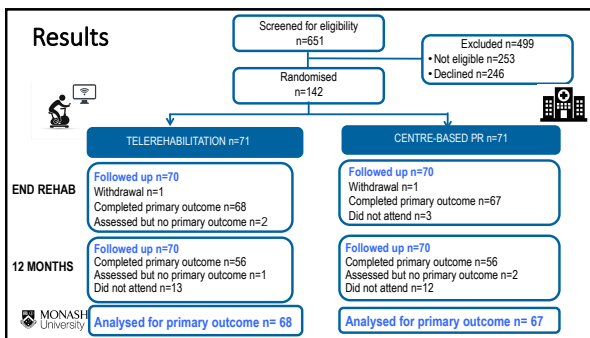 Results
Screened for eligibility
n=651
Excluded n=499
• Not eligible n=253
• Declined n=246
Randomised
n=142
TELEREHABILITATION n=71
CENTRE-BASED PR n=71
END REHAB
Followed up n=70
Withdrawal n=1
Completed primary outcome n=68
Assessed but no primary outcome n=2
Followed up n=70
Withdrawal n=1
Completed primary outcome n=67
Did not attend n=3
12 MONTHS
Followed up n=70
Completed primary outcome n=56
Assessed but no primary outcome n=1
Did not attend n=13
Followed up n=70
Completed primary outcome n=56
Assessed but no primary outcome n=2
Did not attend n=12
MONASH
University
Analysed for primary outcome n= 68
Analysed for primary outcome n= 67